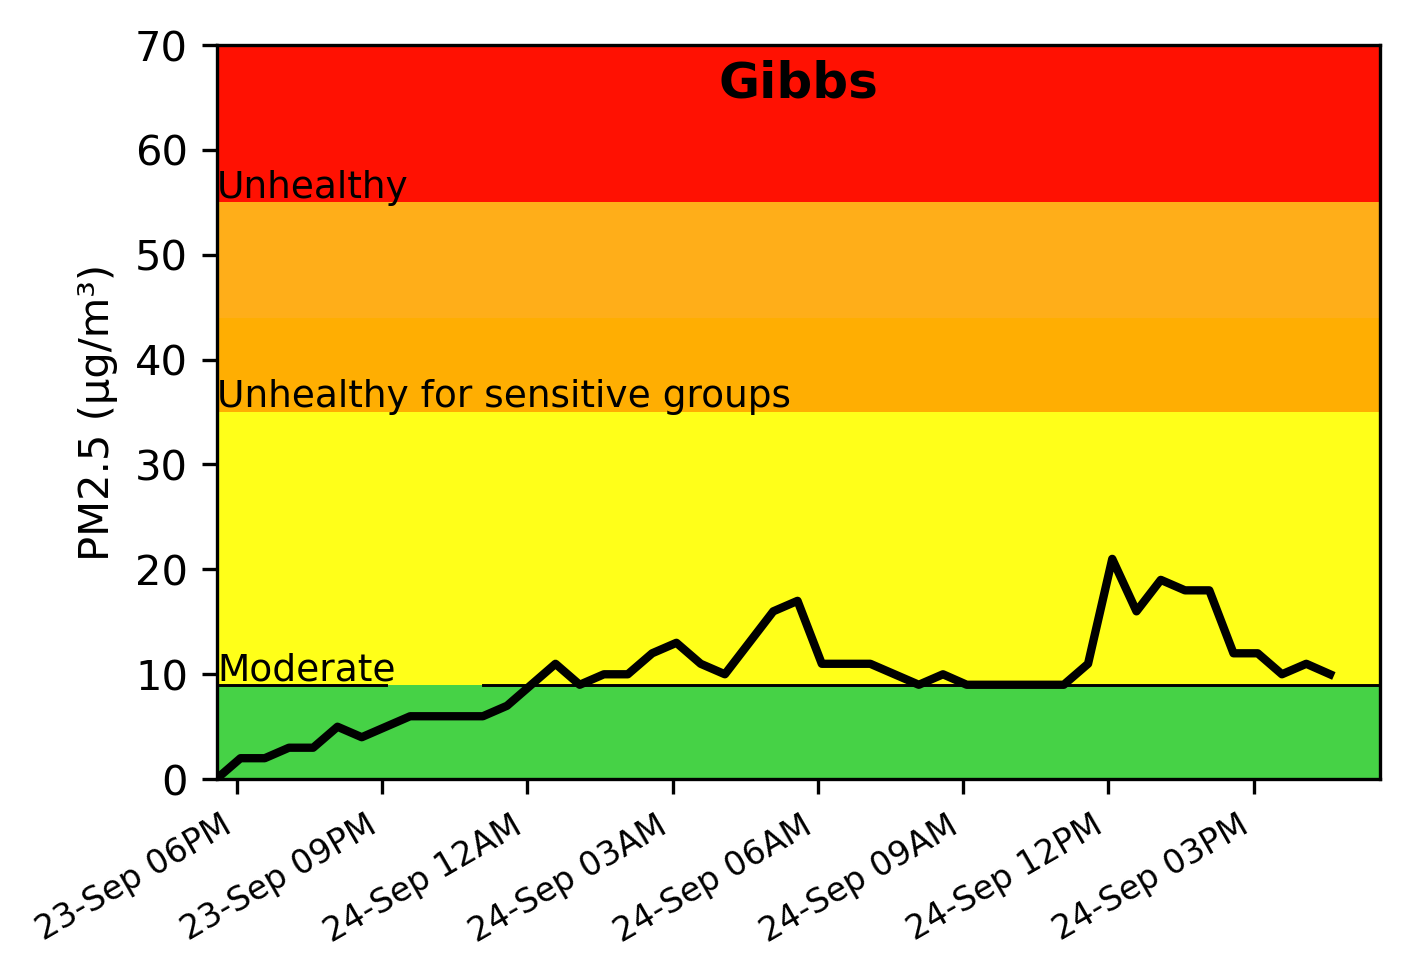 Gibbs
PM2.5 (µg/m³)
70
60
50
40
30
20
10
0
Unhealthy
Unhealthy for sensitive groups
Moderate
23-Sep 06PM
23-Sep 09PM
24-Sep 12AM
24-Sep 03AM
24-Sep 06AM
24-Sep 09AM
24-Sep 12PM
24-Sep 03PM